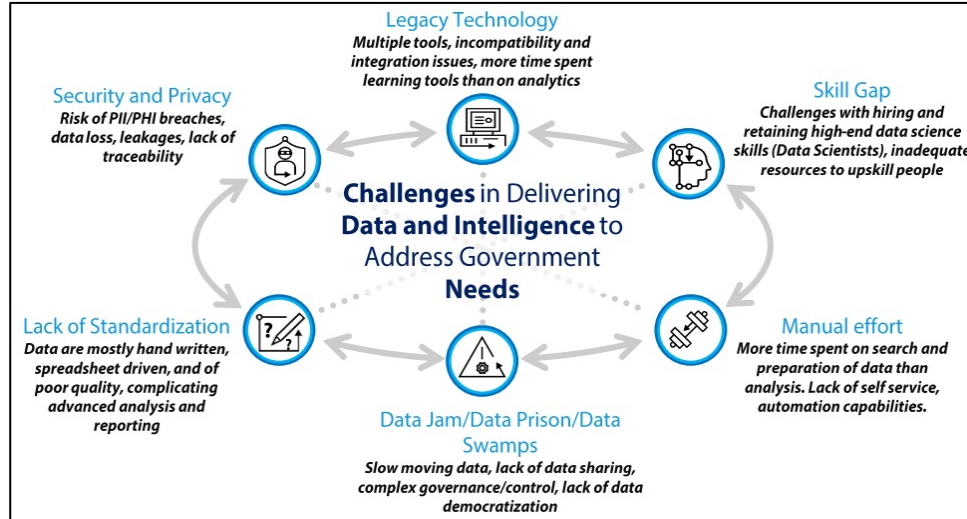 Legacy Technology
Multiple tools, incompatibility and
integration issues, more time spent
learning tools than on analytics
Security and Privacy
Risk of PII/PHI breaches,
data loss, leakages, lack of
traceability
Skill Gap
Challenges with hiring and
retaining high-end data science
skills (Data Scientists), inadequate
resources to upskill people
Challenges in Delivering
Data and Intelligence to
Address Government
Needs
Lack of Standardization
Data are mostly hand written,
spreadsheet driven, and of
poor quality, complicating
advanced analysis and
reporting
? ?
Manual effort
More time spent on search and
preparation of data than
analysis. Lack of self service,
automation capabilities.
Data Jam/Data Prison/Data
Swamps
Slow moving data, lack of data sharing,
complex governance/control, lack of data
democratization